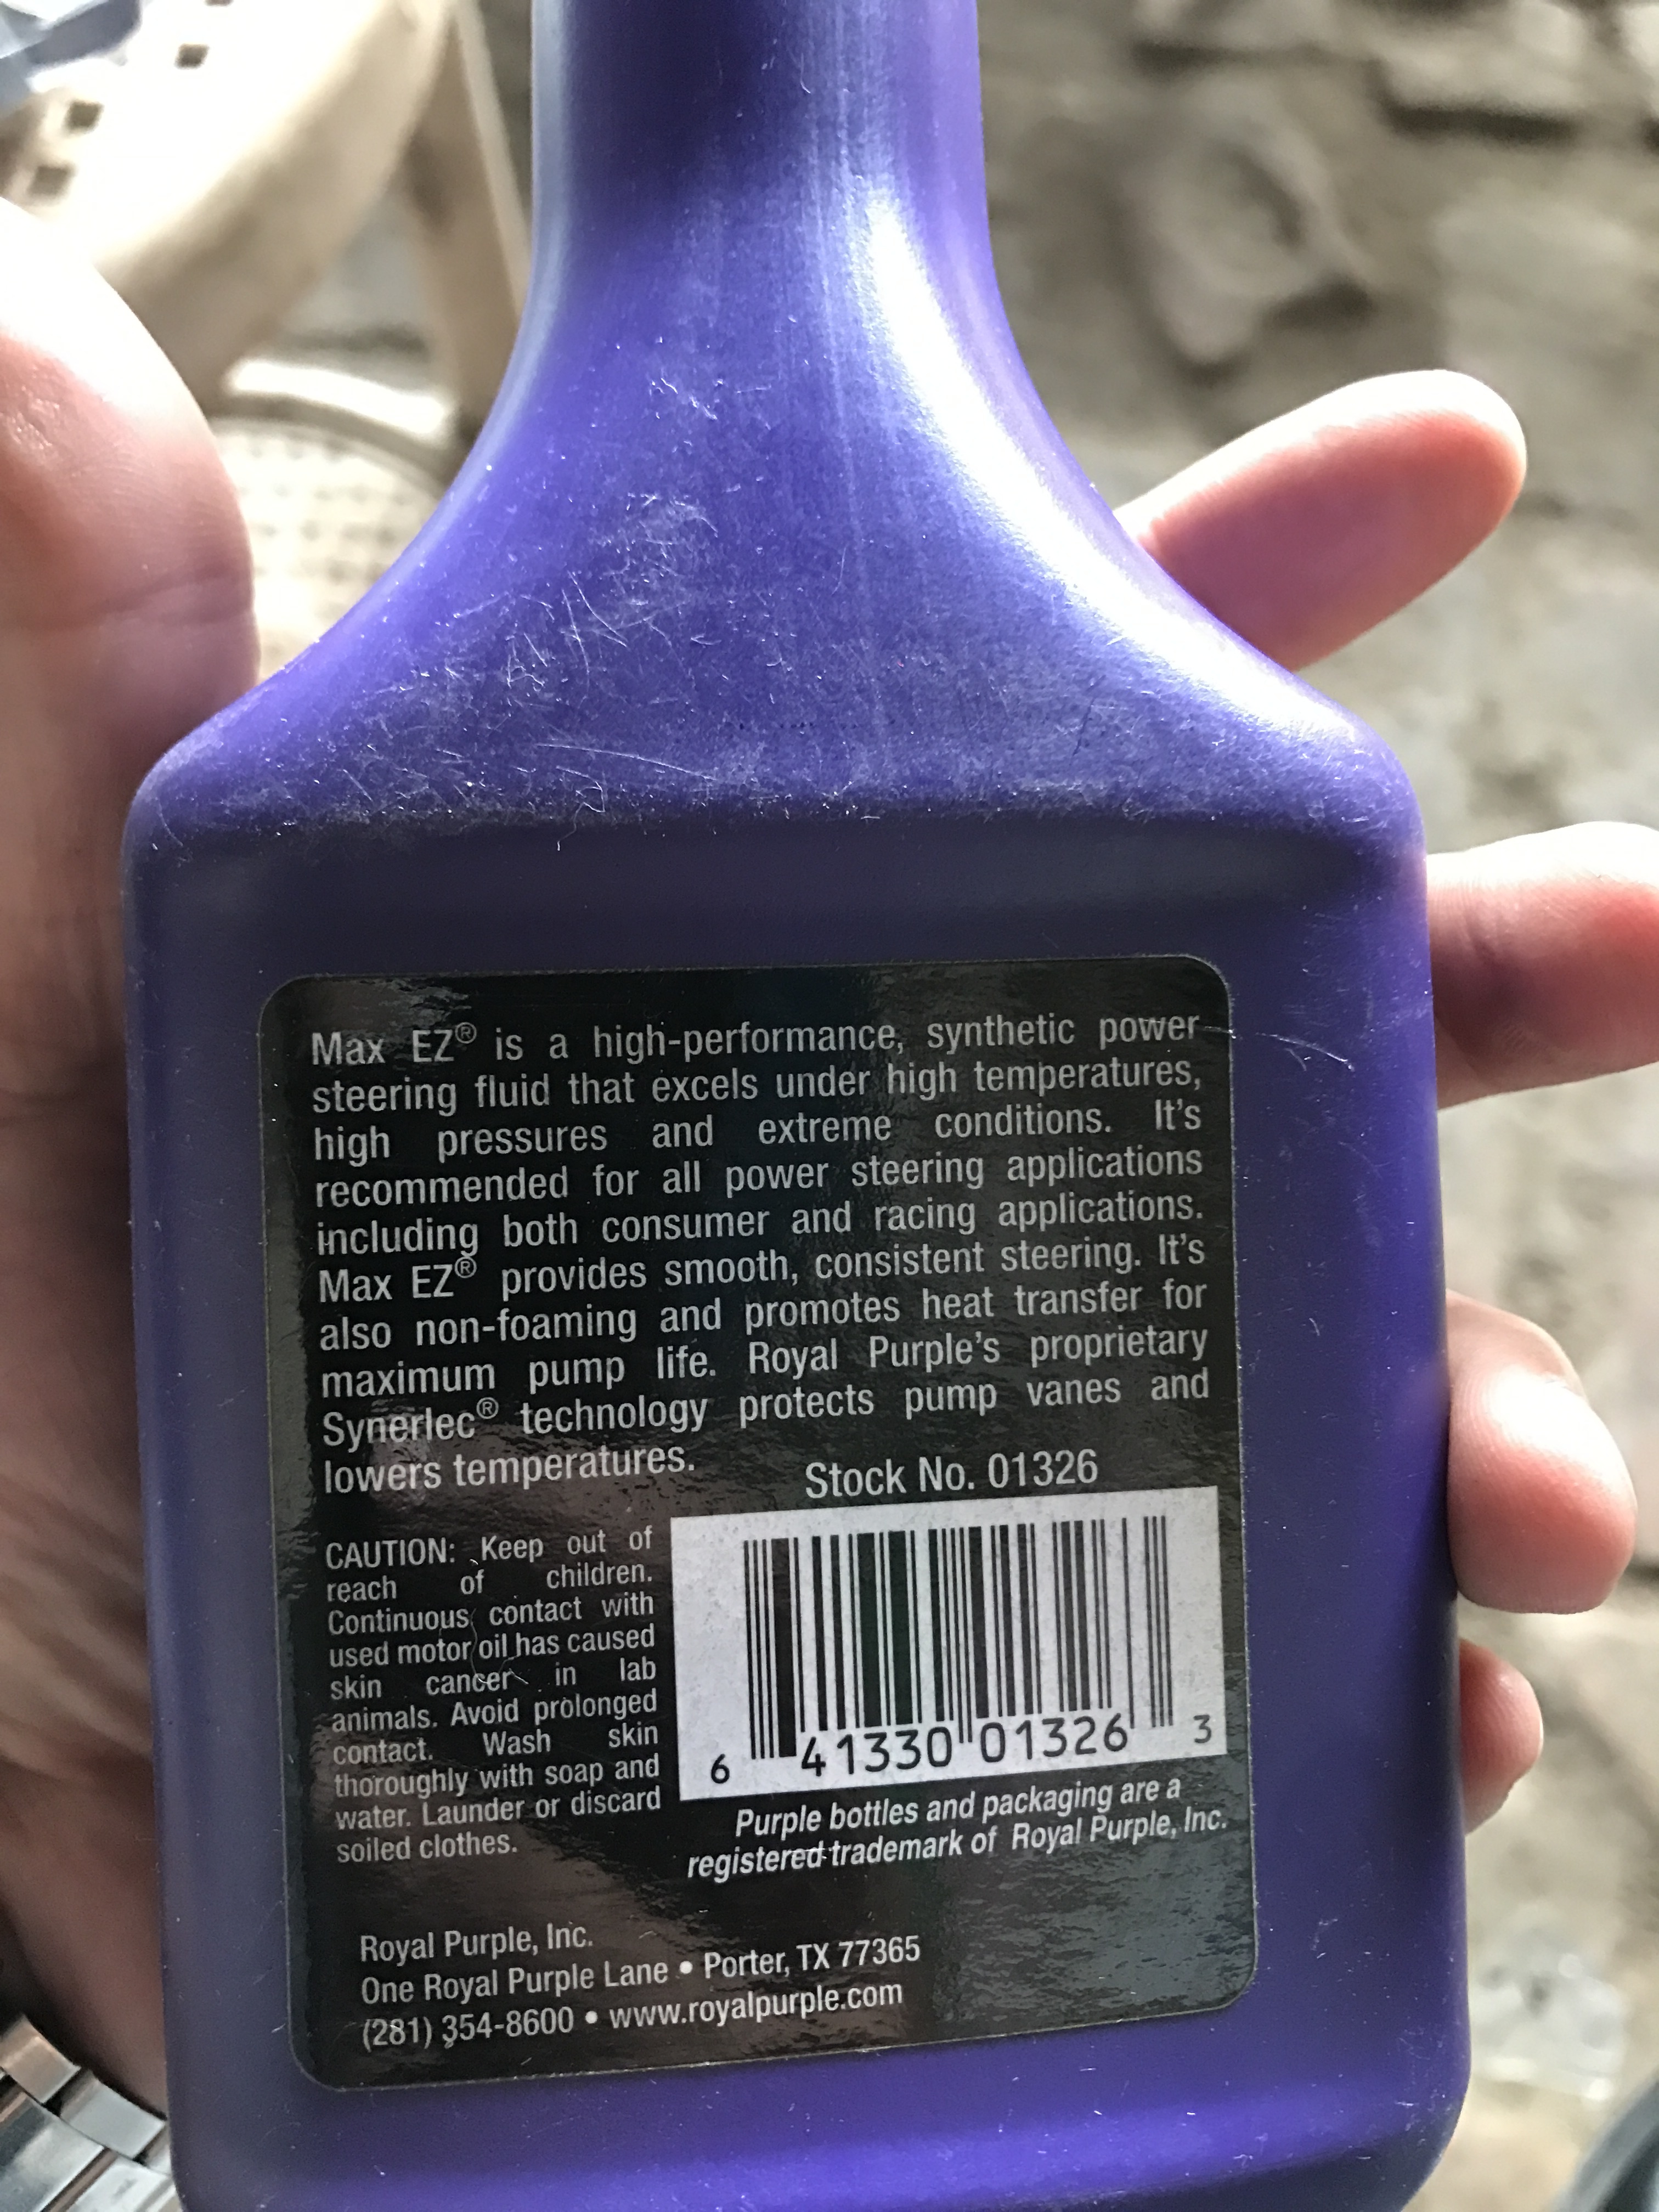 Max EZ® is a high-performance, synthetic power
steering fluid that excels under high temperatures,
high pressures and extreme conditions. It's
recommended for all power steering applications
including both consumer and racing applications.
Max EZ® provides smooth, consistent steering. It's
also non-foaming and promotes heat transfer for
maximum pump life. Royal Purple's proprietary
Synerlec® technology protects pump vanes and
lowers temperatures.
Stock No. 01326
CAUTION: Keep out of
reach of children.
Continuous contact with
used motor oil has caused
skin cancer in lab
animals. Avoid prolonged
contact. Wash skin
thoroughly with soap and
water. Launder or discard
soiled clothes.
6 41330 01326 3
Purple bottles and packaging are a
registered trademark of Royal Purple, Inc.
Royal Purple, Inc.
One Royal Purple Lane • Porter, TX 77365
(281) 354-8600 • www.royalpurple.com